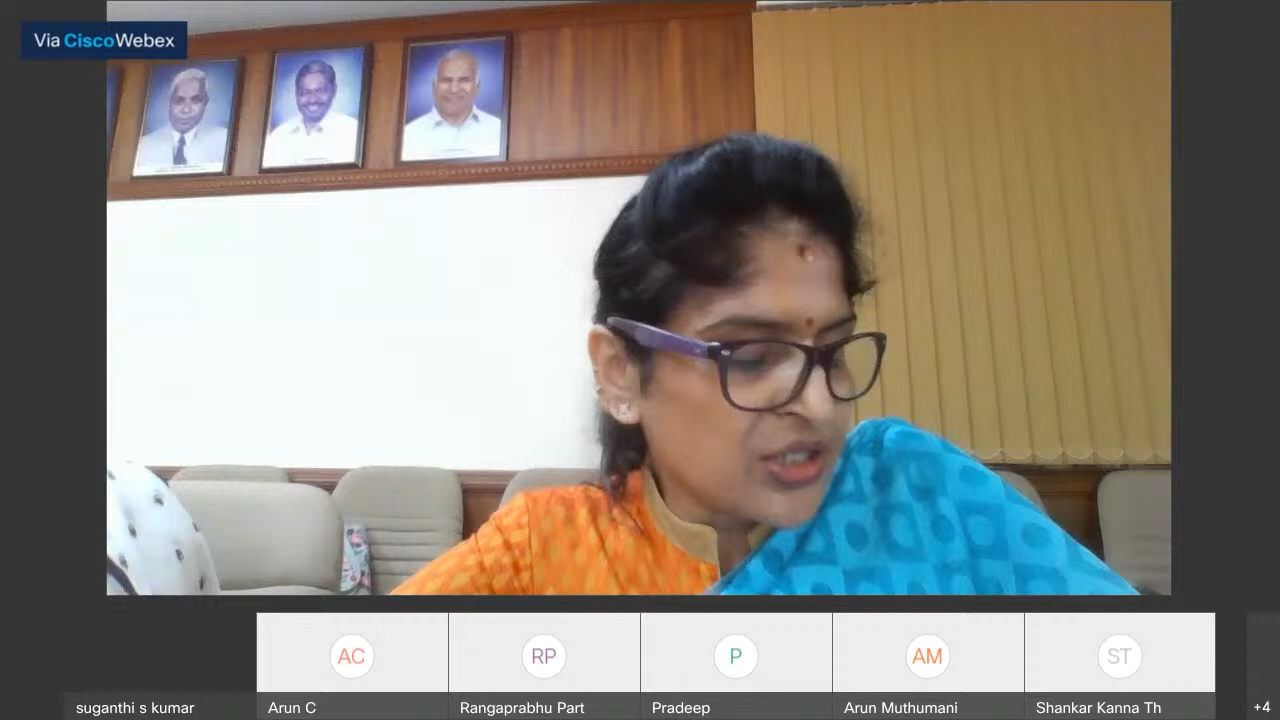 Via CiscoWebex
AC
RP
P
AM
ST
suganthi s kumar
Arun C
Rangaprabhu Part
Pradeep
Arun Muthumani
Shankar Kanna Th
+4